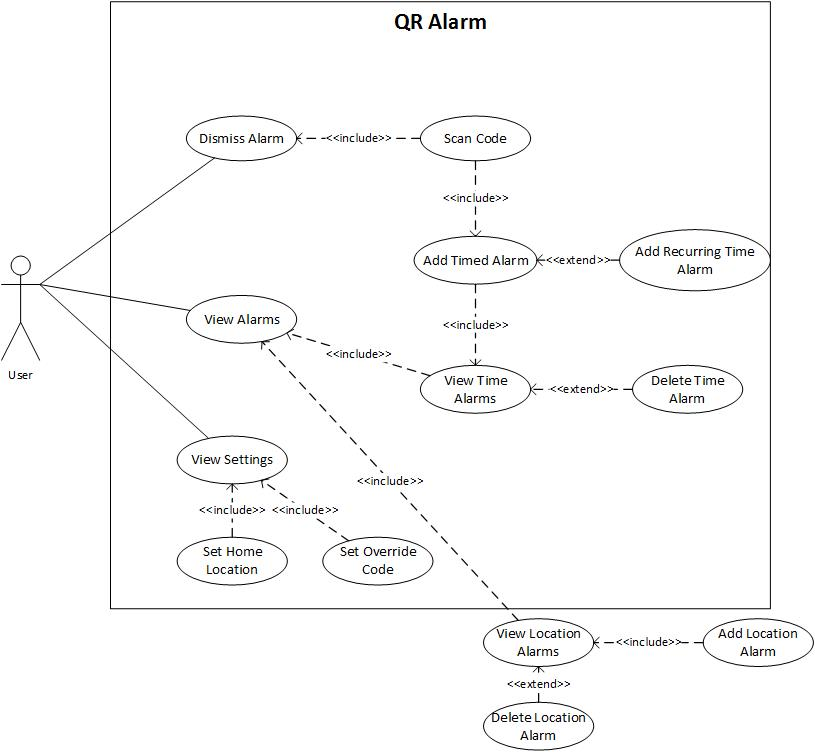 QR Alarm
Dismiss Alarm
<<include>>
Scan Code
<<include>>
Add Timed Alarm
<<extend>>
Add Recurring Time
Alarm
View Alarms
<<include>>
<<include>>
User
View Time
Alarms
<<extend>>
Delete Time
Alarm
View Settings
<<include>>
<<include>>
<<include>>
Set Home
Location
Set Override
Code
View Location
Alarms
<<include>>
Add Location
Alarm
<<extend>>
Delete Location
Alarm